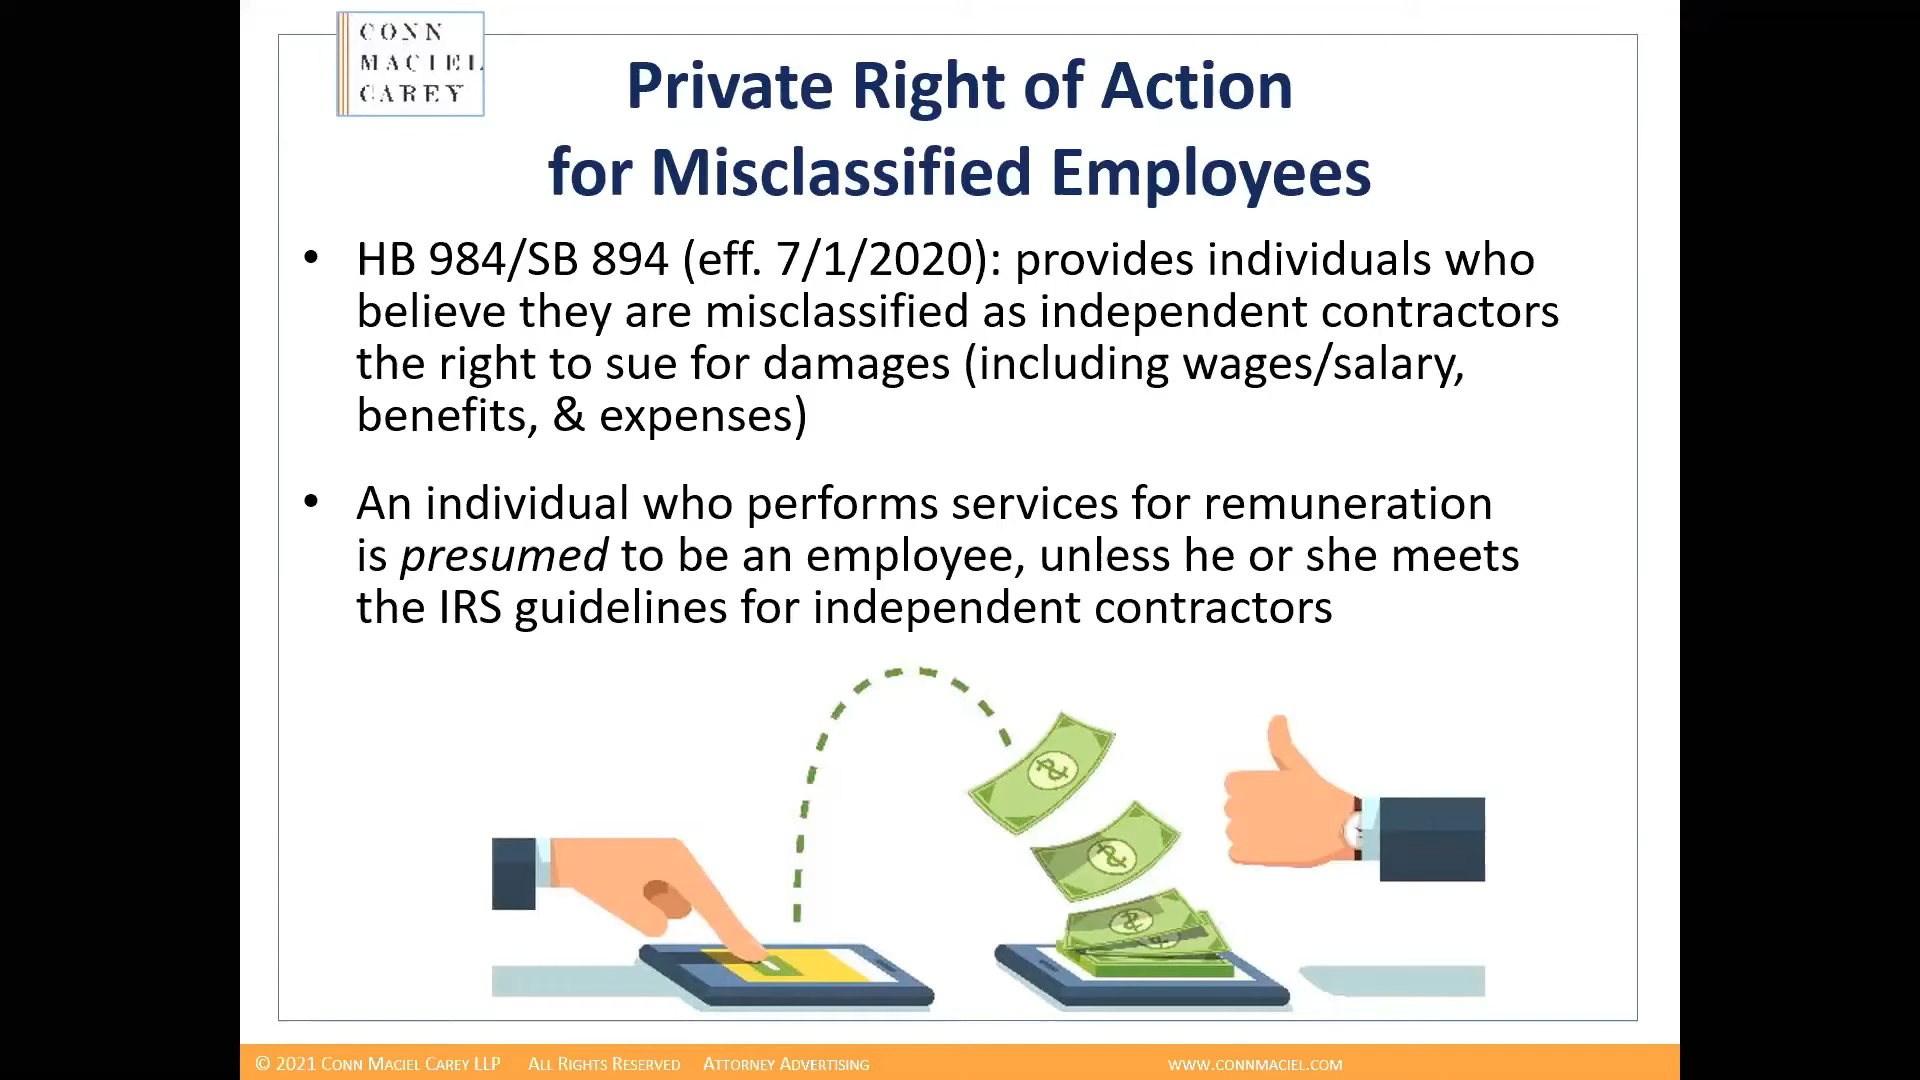 CONN
MACIEL
CAREY
Private Right of Action
for Misclassified Employees
• HB 984/SB 894 (eff. 7/1/2020): provides individuals who
believe they are misclassified as independent contractors
the right to sue for damages (including wages/salary,
benefits, & expenses)
• An individual who performs services for remuneration
is presumed to be an employee, unless he or she meets
the IRS guidelines for independent contractors
© 2021 CONN MACIEL CAREY LLP ALL RIGHTS RESERVED ATTORNEY ADVERTISING WWW.CONNMACIEL.COM